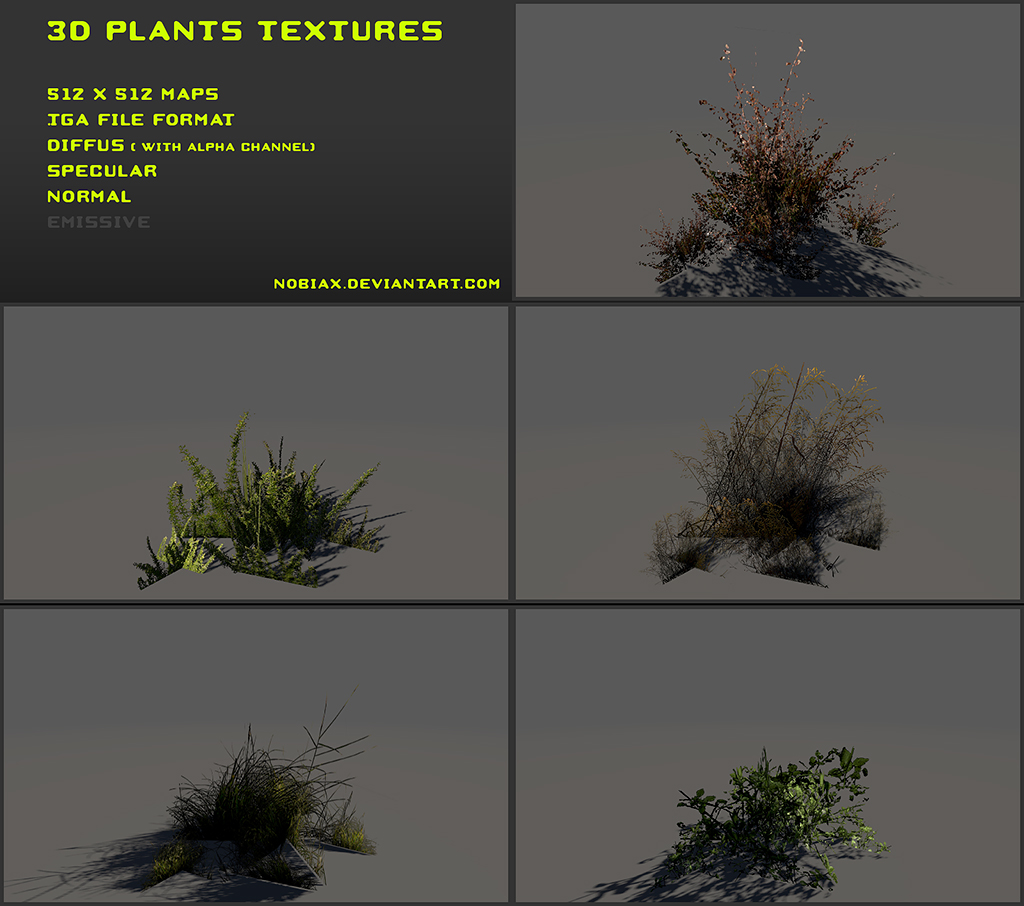 3D PLANTS TEXTURES
512 X 512 MAPS
TGA FILE FORMAT
DIFFUS ( WITH ALPHA CHANNEL)
SPECULAR
NORMAL
EMISSIVE
NOBIAX.DEVIANTART.COM